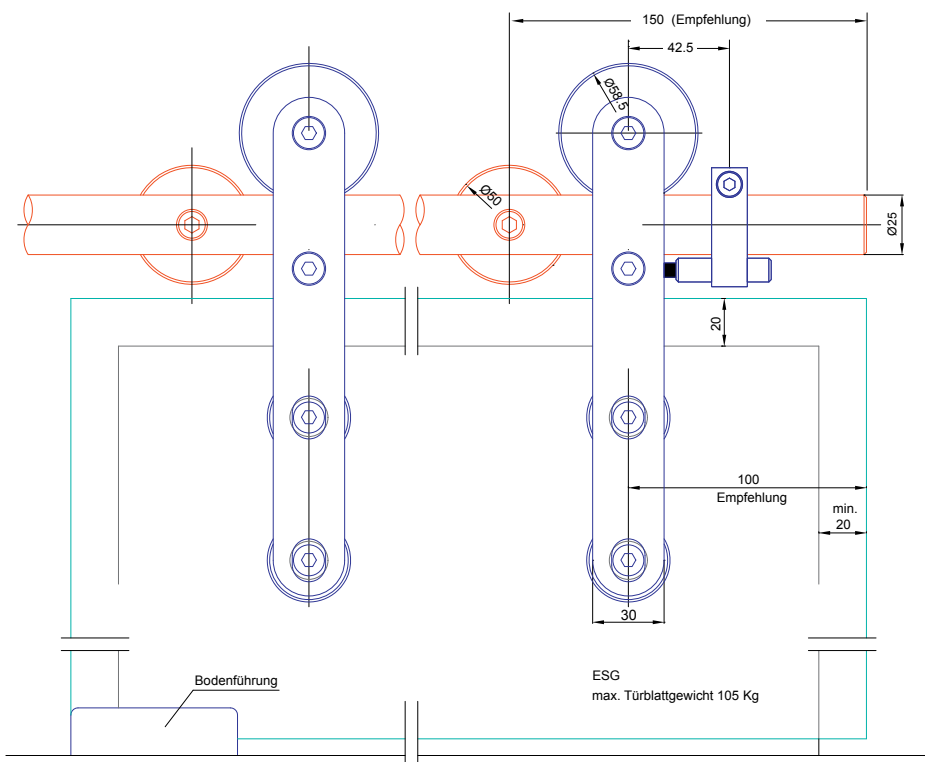 150 (Empfehlung)
42.5
Ø58.5
Ø50
Ø25
20
100
Empfehlung
min.
20
30
Bodenführung
ESG
max. Türblattgewicht 105 Kg